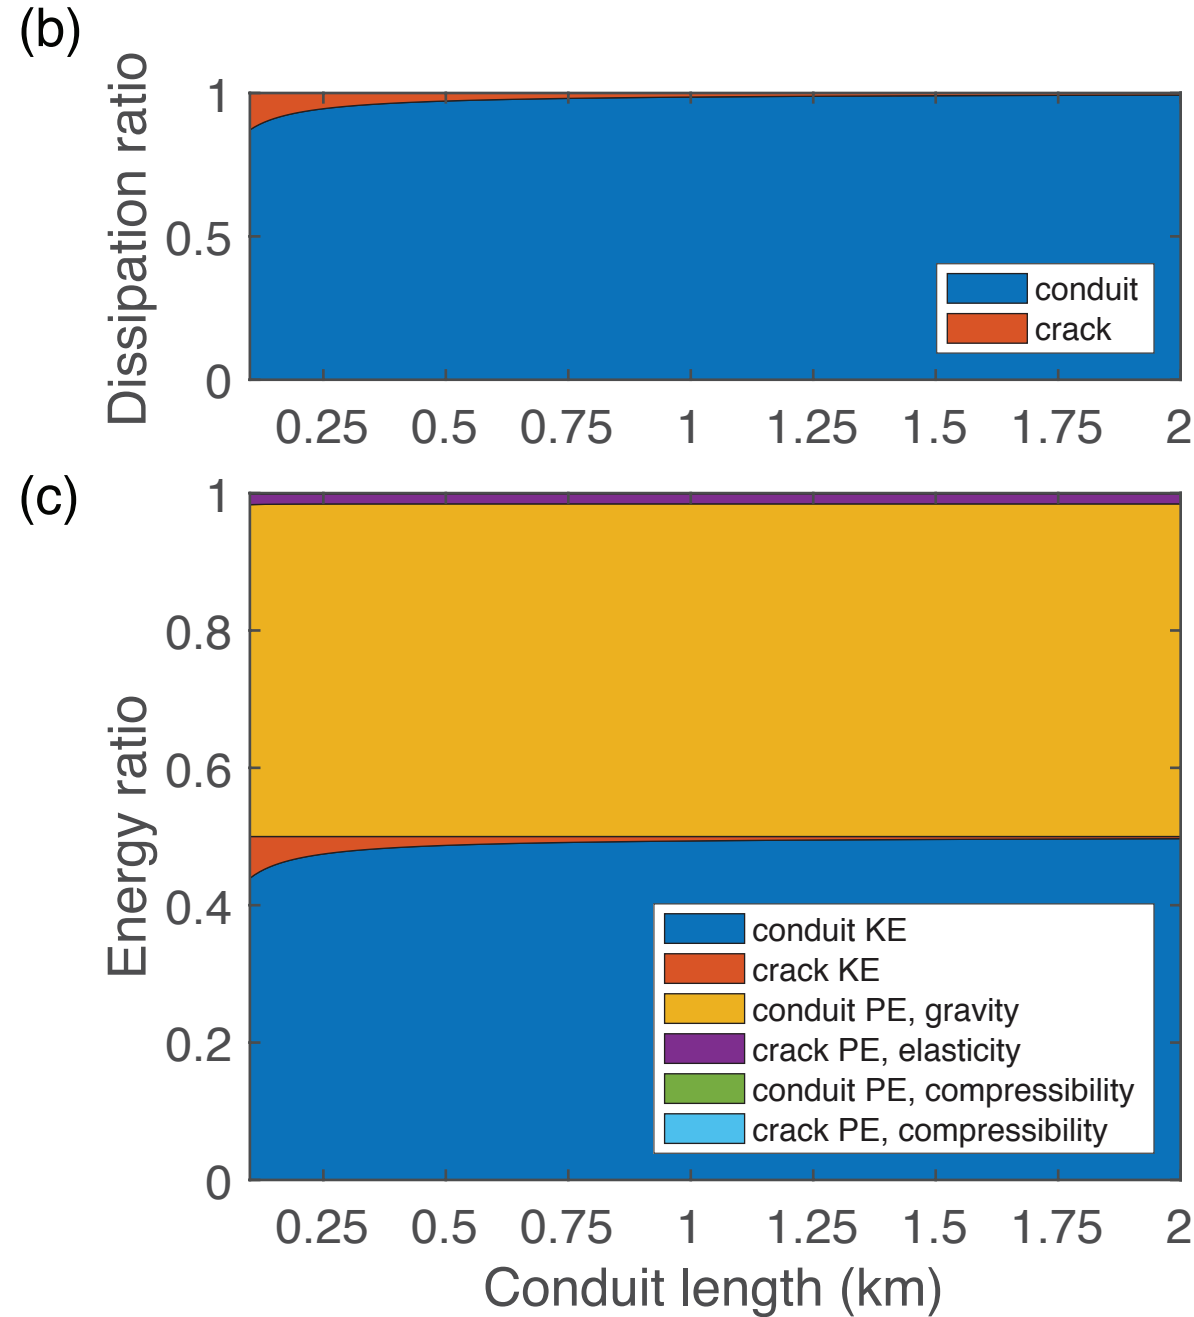 (b)
Dissipation ratio
1
0.5
0
conduit
crack
0.25 0.5 0.75 1 1.25 1.5 1.75 2
(c)
Energy ratio
1
0.8
0.6
0.4
0.2
0
conduit KE
crack KE
conduit PE, gravity
crack PE, elasticity
conduit PE, compressibility
crack PE, compressibility
0.25 0.5 0.75 1 1.25 1.5 1.75 2
Conduit length (km)